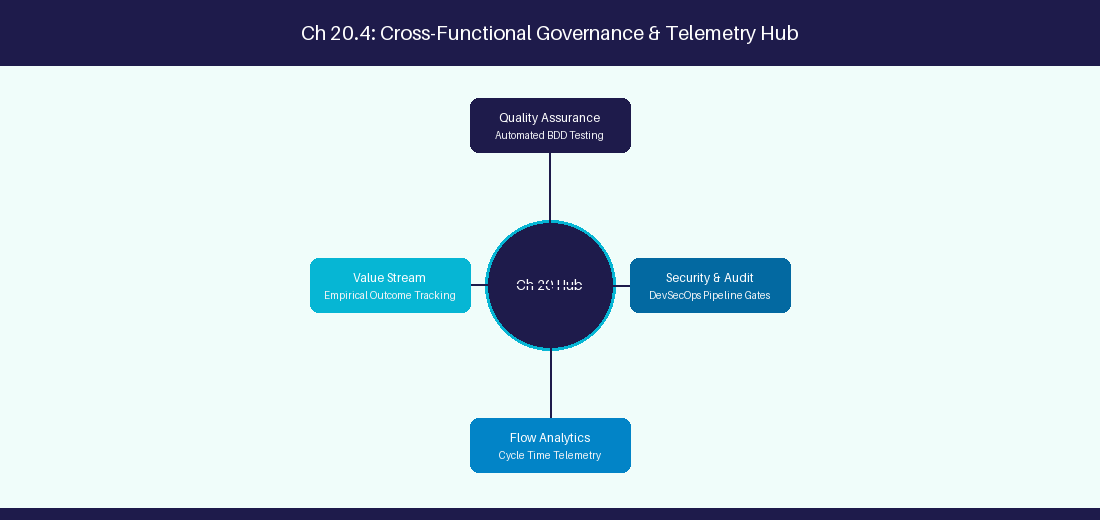 Ch 20.4: Cross-Functional Governance & Telemetry Hub
Quality Assurance
Automated BDD Testing
Value Stream
Empirical Outcome Tracking
Ch 20 Hub
Security & Audit
DevSecOps Pipeline Gates
Flow Analytics
Cycle Time Telemetry